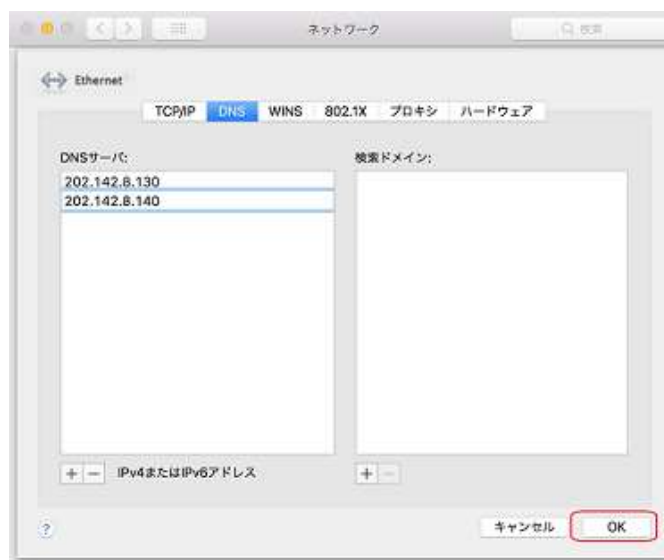 ネットワーク
検索
Ethernet
TCP/IP DNS WINS 802.1X プロキシ ハードウェア
DNSサーバ:
検索ドメイン:
202.142.8.130
202.142.8.140
+ − IPv4またはIPv6アドレス
+ −
? キャンセル OK